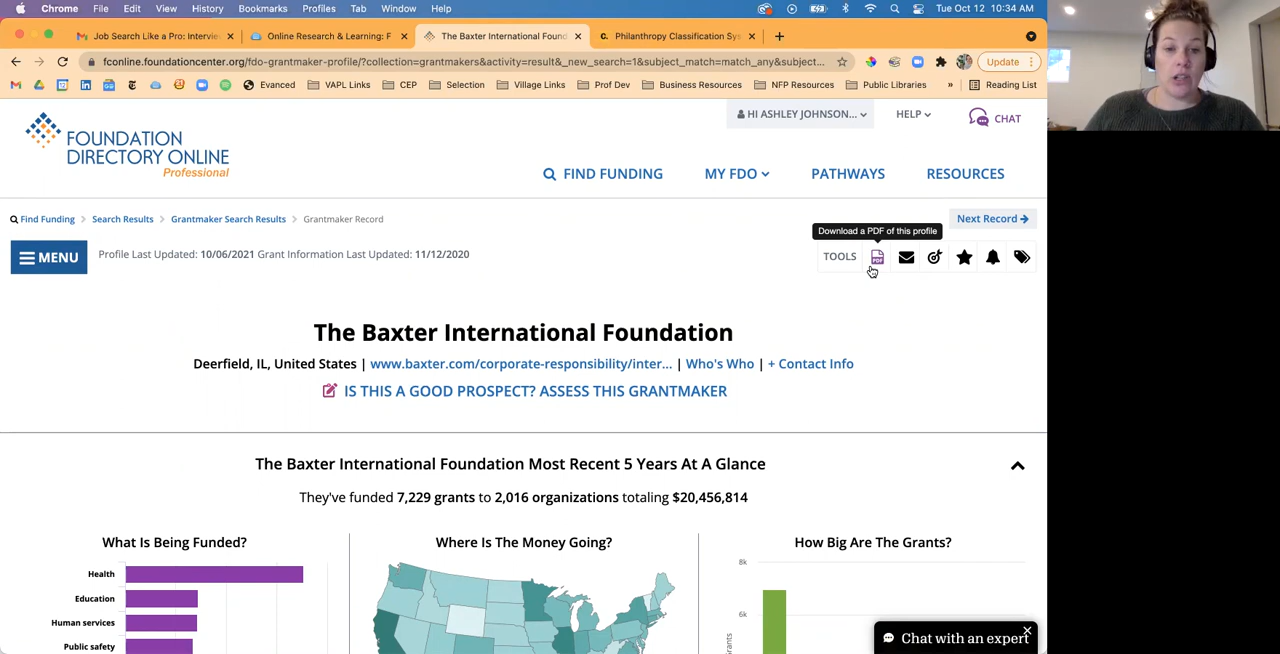 Chrome File Edit View History Bookmarks Profiles Tab Window Help Tue Oct 12 10:34 AM
Job Search Like a Pro: Intervie Online Research & Learning: F The Baxter International Found Philanthropy Classification Sys
fconline.foundationcenter.org/fdo-grantmaker-profile/?collection=grantmakers&activity=result&_new_search=1&subject_match=match_any&subject... Update
Evanced VAPL Links CEP Selection Village Links Prof Dev Business Resources NFP Resources Public Libraries » Reading List
HI ASHLEY JOHNSON... HELP CHAT
FOUNDATION
DIRECTORY ONLINE
Professional
FIND FUNDING MY FDO PATHWAYS RESOURCES
Find Funding > Search Results > Grantmaker Search Results > Grantmaker Record Next Record →
Download a PDF of this profile
MENU Profile Last Updated: 10/06/2021 Grant Information Last Updated: 11/12/2020 TOOLS PDF
The Baxter International Foundation
Deerfield, IL, United States | www.baxter.com/corporate-responsibility/inter... | Who's Who | + Contact Info
IS THIS A GOOD PROSPECT? ASSESS THIS GRANTMAKER
The Baxter International Foundation Most Recent 5 Years At A Glance
They've funded 7,229 grants to 2,016 organizations totaling $20,456,814
What Is Being Funded? Where Is The Money Going? How Big Are The Grants?
8k
Health
Education
6k
Human services
Public safety
Chat with an expert